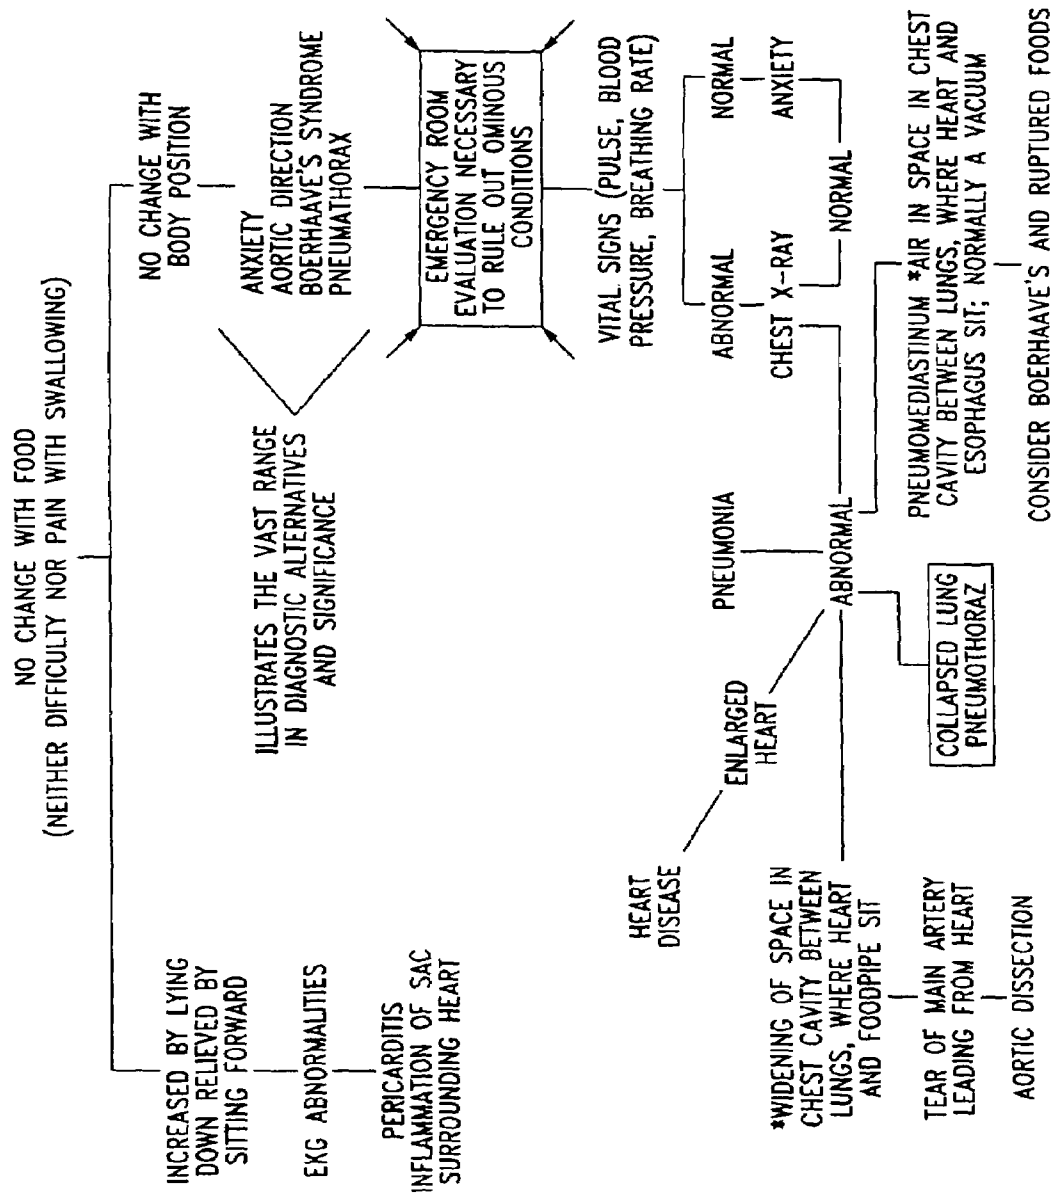 NO CHANGE WITH FOOD
(NEITHER DIFFICULTY NOR PAIN WITH SWALLOWING)
INCREASED BY LYING
DOWN RELIEVED BY
SITTING FORWARD
EKG ABNORMALITIES
PERICARDITIS
INFLAMMATION OF SAC
SURROUNDING HEART
NO CHANGE WITH
BODY POSITION
ANXIETY
AORTIC DIRECTION
BOERHAAVE'S SYNDROME
PNEUMATHORAX
ILLUSTRATES THE VAST RANGE
IN DIAGNOSTIC ALTERNATIVES
AND SIGNIFICANCE
EMERGENCY ROOM
EVALUATION NECESSARY
TO RULE OUT OMINOUS
CONDITIONS
VITAL SIGNS (PULSE, BLOOD
PRESSURE, BREATHING RATE)
ABNORMAL
NORMAL
CHEST X-RAY
ANXIETY
NORMAL
ABNORMAL
PNEUMONIA
ENLARGED
HEART
HEART
DISEASE
*WIDENING OF SPACE IN
CHEST CAVITY BETWEEN
LUNGS, WHERE HEART
AND FOODPIPE SIT
TEAR OF MAIN ARTERY
LEADING FROM HEART
AORTIC DISSECTION
COLLAPSED LUNG
PNEUMOTHORAZ
PNEUMOMEDIASTINUM *AIR IN SPACE IN CHEST
CAVITY BETWEEN LUNGS, WHERE HEART AND
ESOPHAGUS SIT; NORMALLY A VACUUM
CONSIDER BOERHAAVE'S AND RUPTURED FOODS